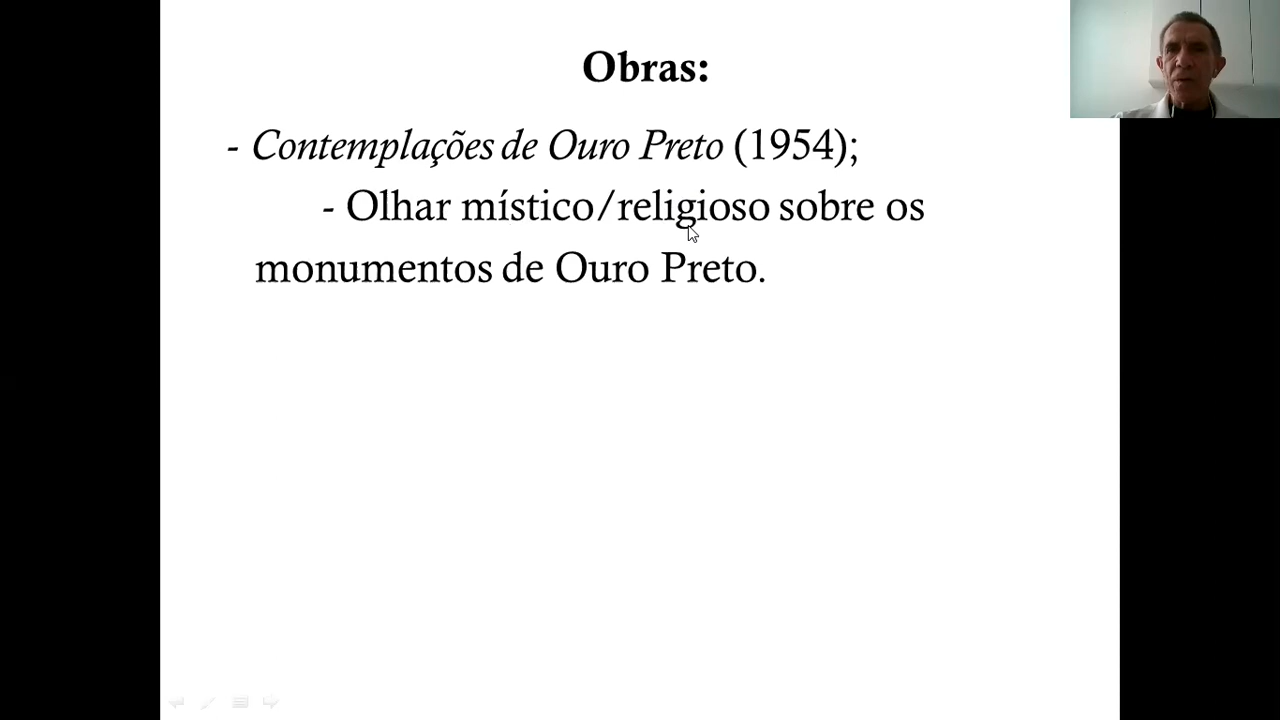 Obras:
- Contemplações de Ouro Preto (1954);
- Olhar místico/religioso sobre os
monumentos de Ouro Preto.